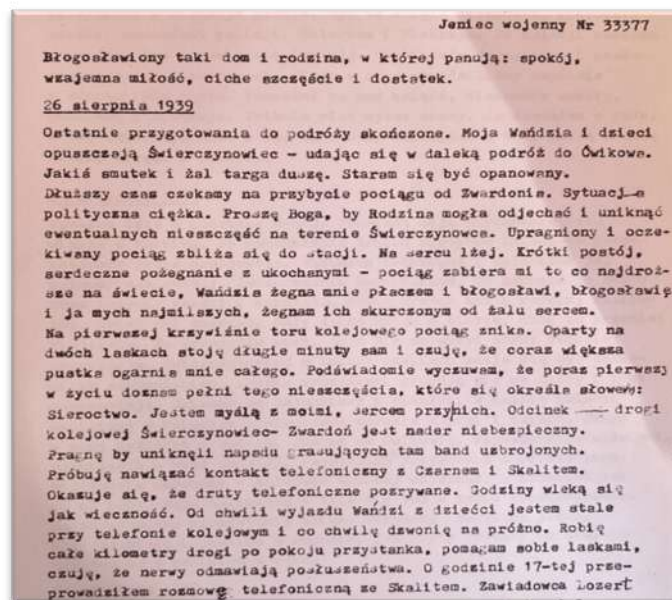 Jeniec wojenny Nr 33377
Błogosławiony taki dom i rodzina, w której panują: spokój,
wzajemna miłość, ciche szczęście i dostatek.
26 sierpnia 1939
Ostatnie przygotowania do podróży skończone. Moja Wańdzia i dzieci
opuszczają Świerczynowiec - udając się w daleką podróż do Ćwikowa.
Jakiś smutek i żal targa duszę. Staram się być opanowany.
Dłuższy czas czekamy na przybycie pociągu od Zwardonia. Sytuacja
polityczna ciężka. Proszę Boga, by Rodzina mogła odjechać i uniknąć
ewentualnych nieszczęść na terenie Świerczynowca. Upragniony i ocze-
kiwany pociąg zbliża się do stacji. Na sercu lżej. Krótki postój,
serdeczne pożegnanie z ukochanymi - pociąg zabiera mi to co najdroż-
sze na świecie, Wańdzia żegna mnie płaczem i błogosławi, błogosławię
i ja mych najmilszych, żegnam ich skurczonym od żalu sercem.
Na pierwszej krzywiźnie toru kolejowego pociąg znika. Oparty na
dwóch laskach stoję długie minuty sam i czuję, że coraz większa
pustka ogarnia mnie całego. Podświadomie wyczuwam, że poraz pierwszy
w życiu doznam pełni tego nieszczęścia, które się określa słowem:
Sieroctwo. Jestem myślą z moimi, sercem przynich. Odcinek — drogi
kolejowej Świerczynowiec- Zwardoń jest nader niebezpieczny.
Pragnę by uniknęli napadu grasujących tam band uzbrojonych.
Próbuję nawiązać kontakt telefoniczny z Czarnem i Skalitem.
Okazuje się, że druty telefoniczne pozrywane. Godziny wleką się
jak wieczność. Od chwili wyjazdu Wańdzi z dzieći jestem stale
przy telefonie kolejowym i co chwilę dzwonię na próżno. Robię
całe kilometry drogi po pokoju przystanka, pomagam sobie laskami,
czuję, że nerwy odmawiają posłuszeństwa. O godzinie 17-tej prze-
prowadziłem rozmowę telefoniczną ze Skalitem. Zawiadowca Lozert